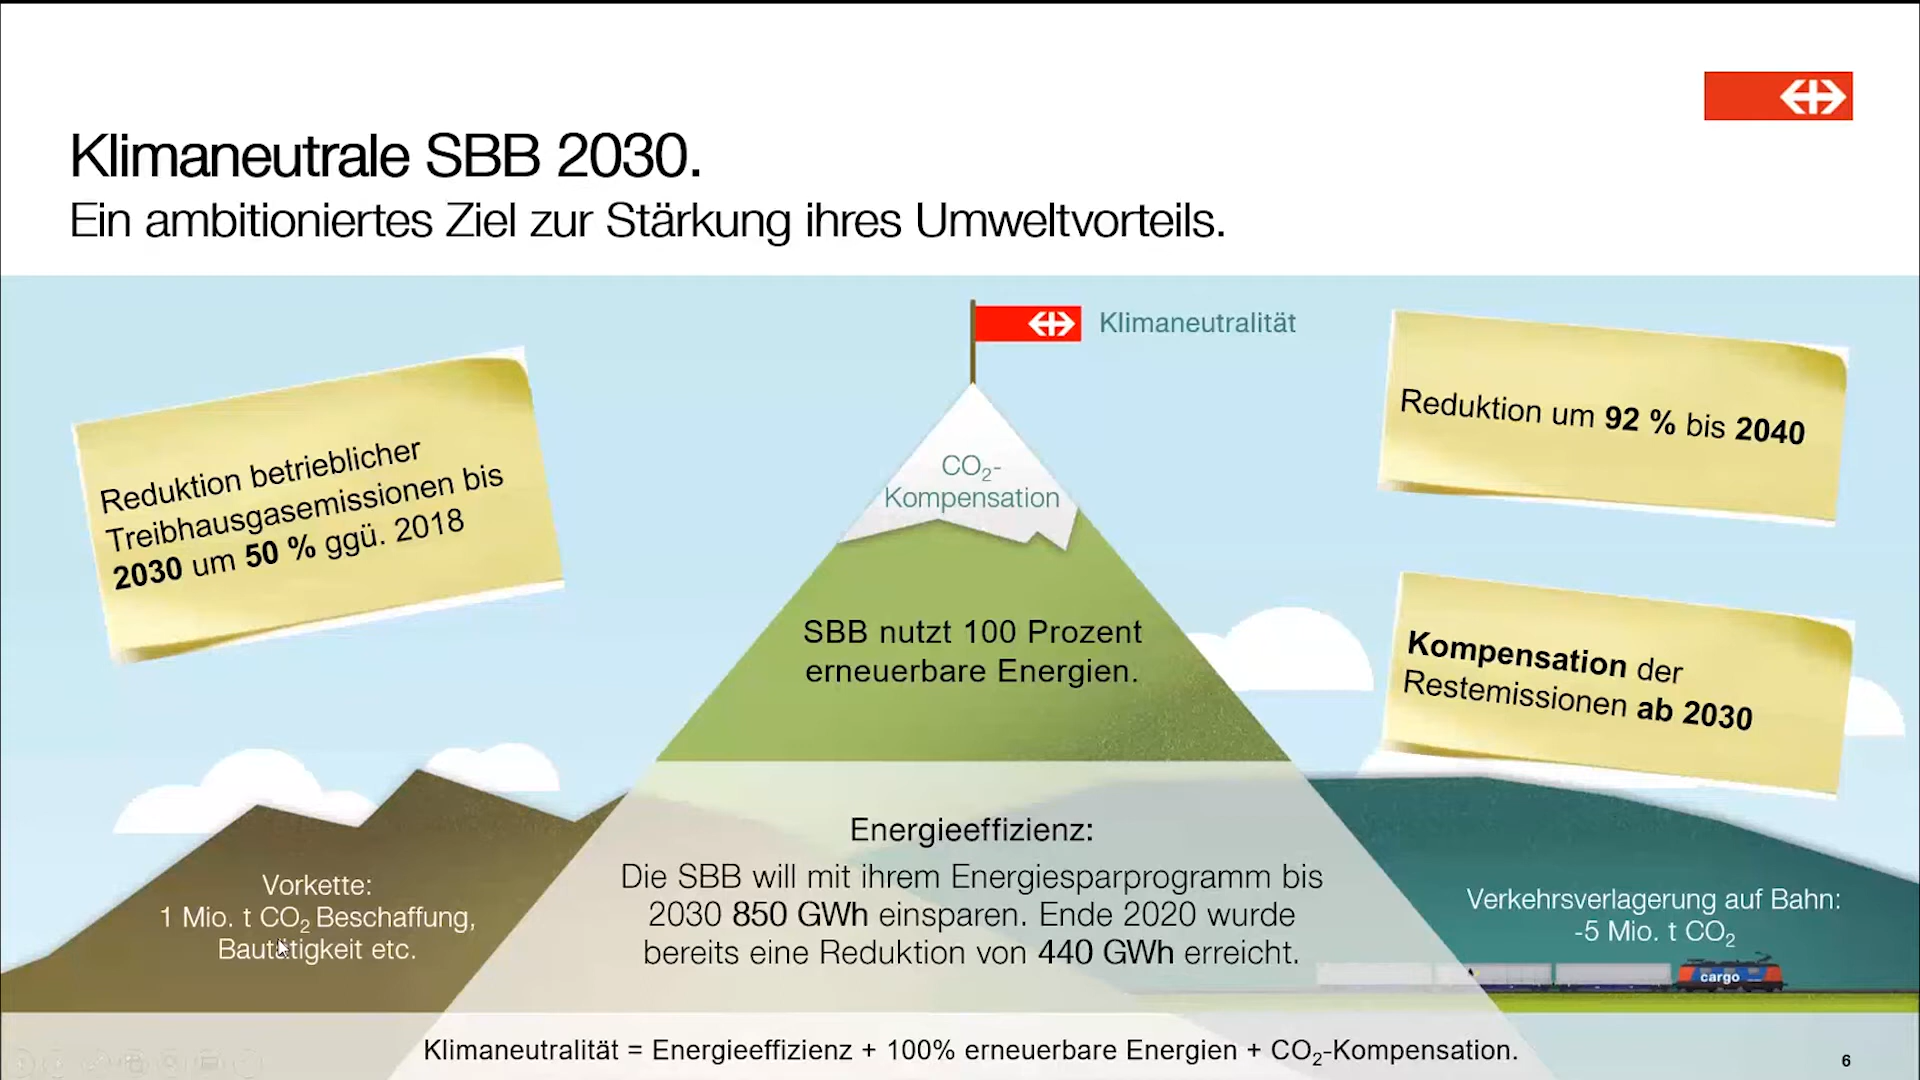 Klimaneutrale SBB 2030.
Ein ambitioniertes Ziel zur Stärkung ihres Umweltvorteils.
Klimaneutralität
Reduktion betrieblicher
Treibhausgasemissionen bis
2030 um 50 % ggü. 2018
Reduktion um 92 % bis 2040
CO₂-
Kompensation
SBB nutzt 100 Prozent
erneuerbare Energien.
Kompensation der
Restemissionen ab 2030
Energieeffizienz:
Die SBB will mit ihrem Energiesparprogramm bis
2030 850 GWh einsparen. Ende 2020 wurde
bereits eine Reduktion von 440 GWh erreicht.
Vorkette:
1 Mio. t CO₂ Beschaffung,
Bautätigkeit etc.
Verkehrsverlagerung auf Bahn:
-5 Mio. t CO₂
cargo
Klimaneutralität = Energieeffizienz + 100% erneuerbare Energien + CO₂-Kompensation.
6